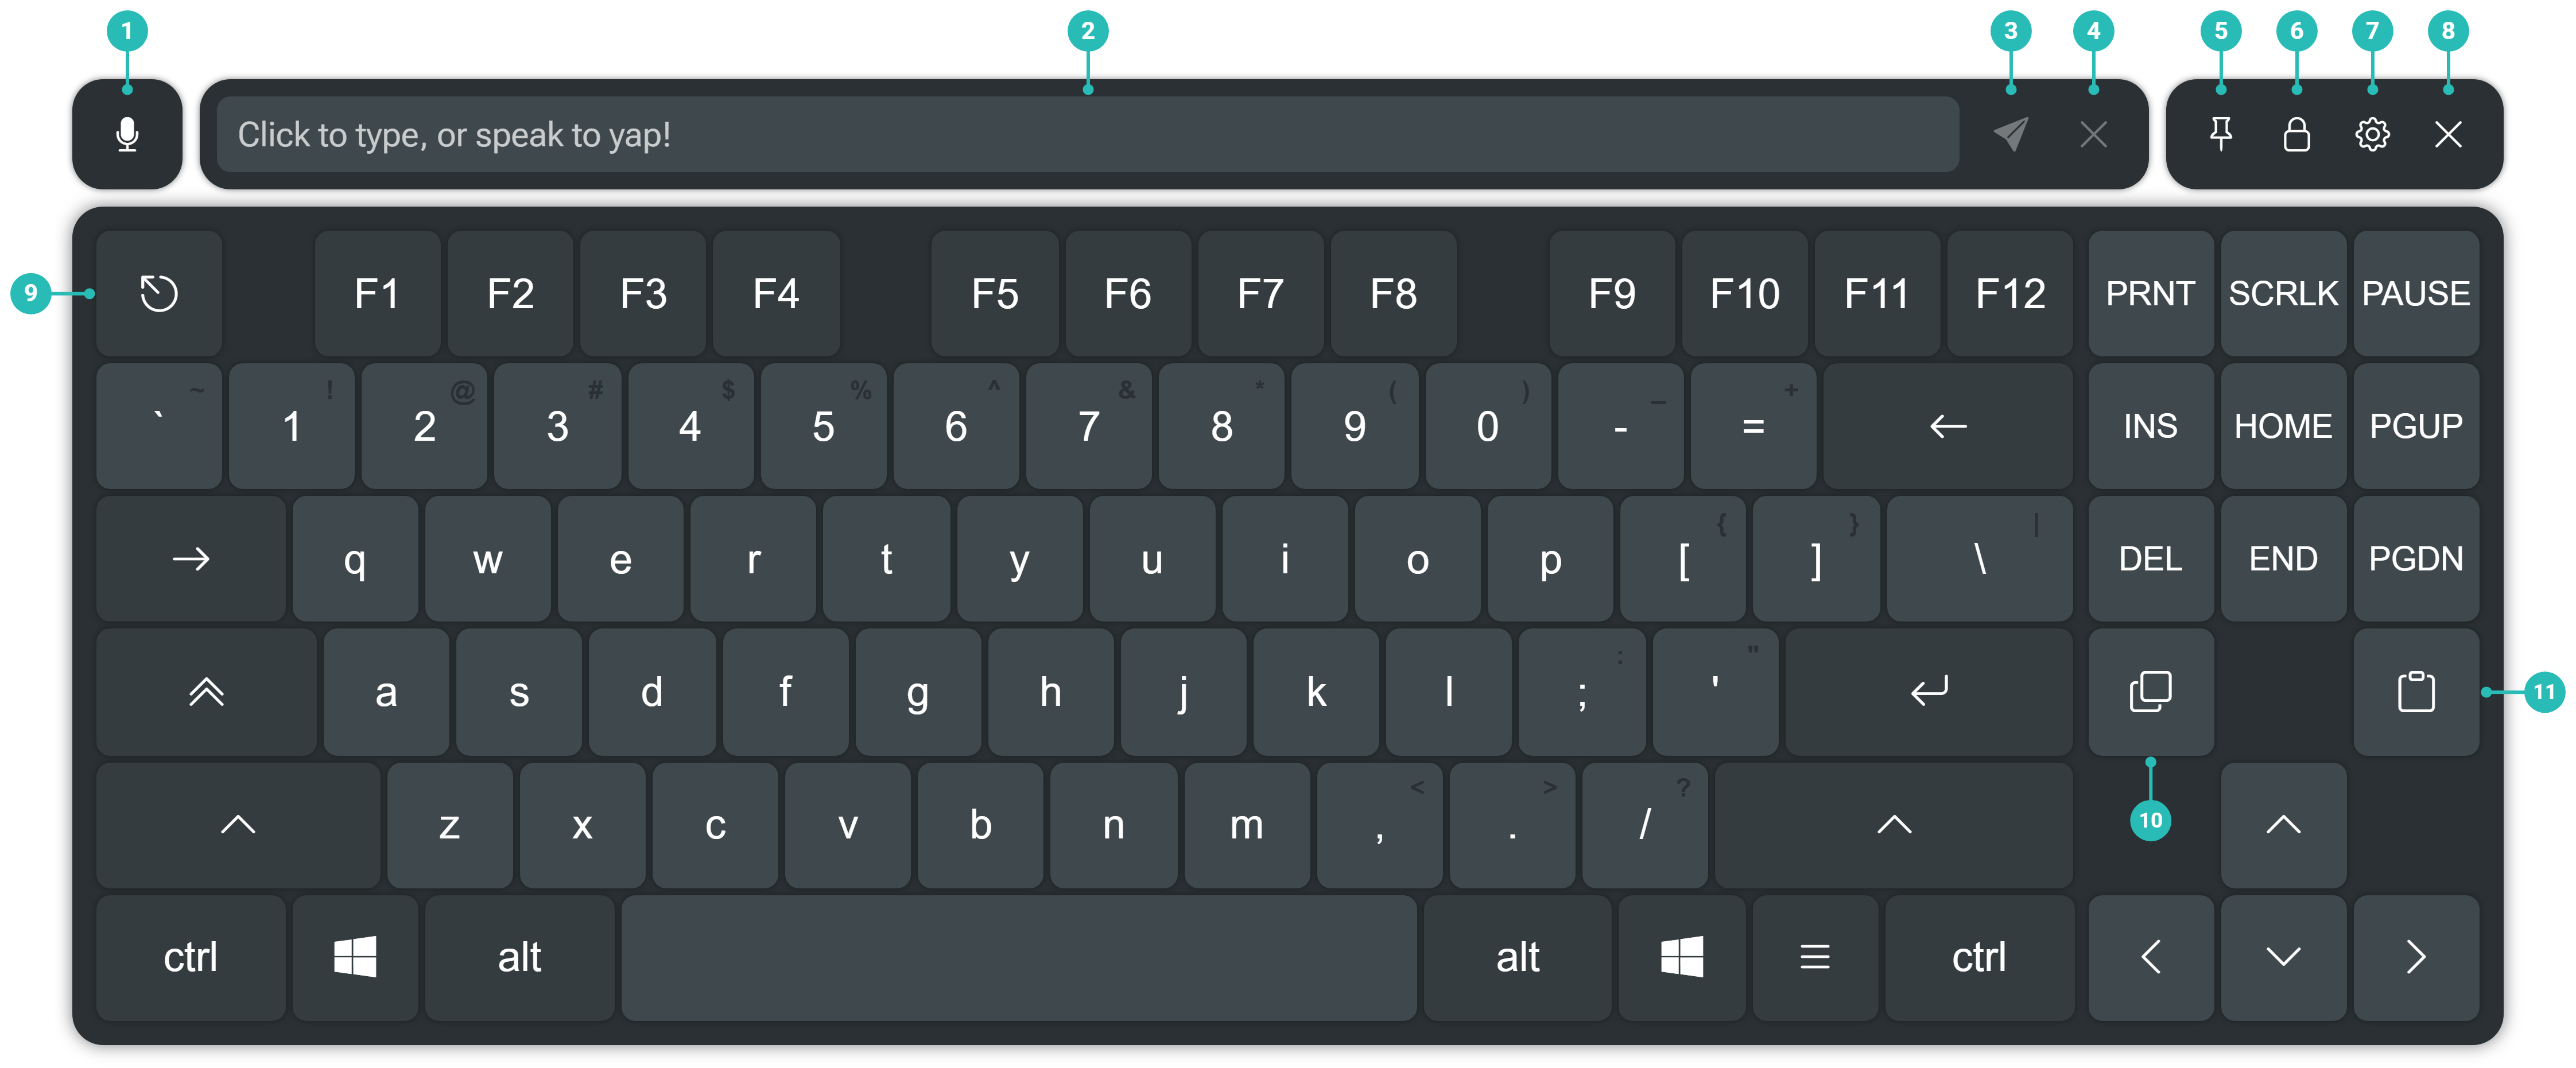 1 2 3 4 5 6 7 8
Click to type, or speak to yap!
9 F1 F2 F3 F4 F5 F6 F7 F8 F9 F10 F11 F12 PRNT SCRLK PAUSE
~ ! @ # $ % ^ & * ( ) _ +
` 1 2 3 4 5 6 7 8 9 0 - = INS HOME PGUP
{ } |
q w e r t y u i o p [ ] \ DEL END PGDN
: "
a s d f g h j k l ; ' 11
< > ?
z x c v b n m , . / 10
ctrl alt alt ctrl